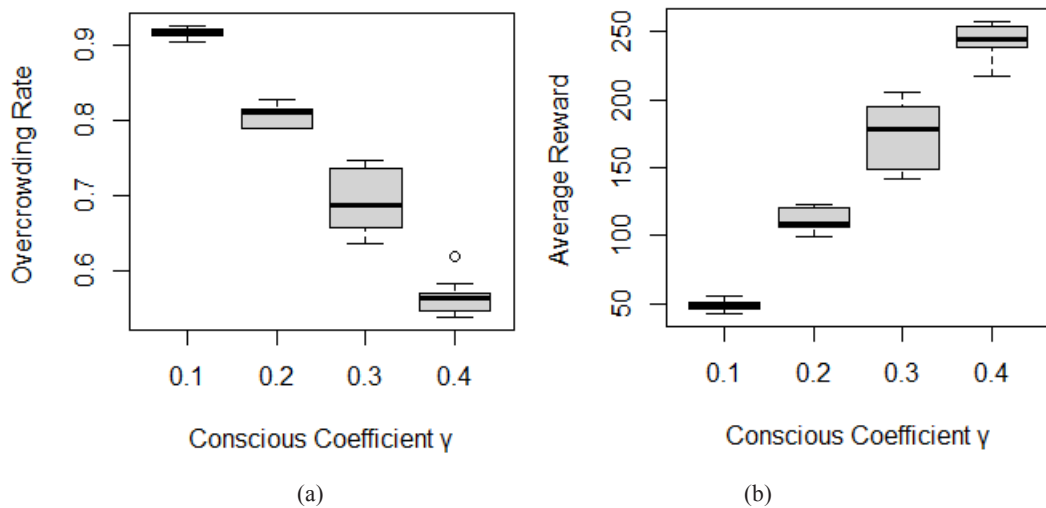 Overcrowding Rate
0.9
0.8
0.7
0.6
0.1 0.2 0.3 0.4
Conscious Coefficient γ
(a)
Average Reward
250
200
150
100
50
0.1 0.2 0.3 0.4
Conscious Coefficient γ
(b)